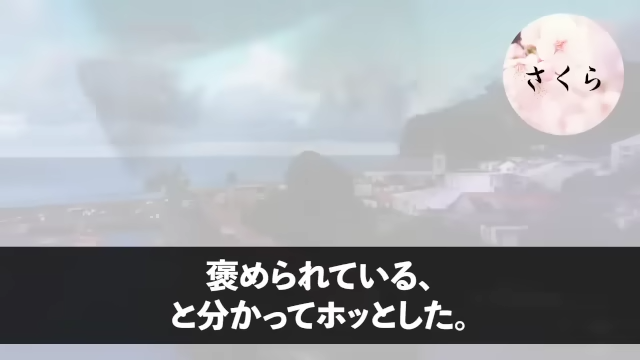 さくら
褒められている、
と分かってホッとした。